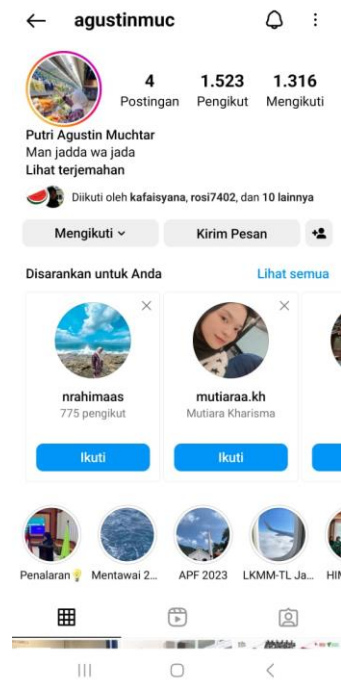 agustinmuc
4 1.523 1.316
Postingan Pengikut Mengikuti
Putri Agustin Muchtar
Man jadda wa jada
Lihat terjemahan
Diikuti oleh kafaisyana, rosi7402, dan 10 lainnya
Mengikuti Kirim Pesan
Disarankan untuk Anda Lihat semua
nrahimaas mutiaraa.kh
775 pengikut Mutiara Kharisma
Ikuti Ikuti
Penalaran💡 Mentawai 2... APF 2023 LKMM-TL Ja... HIM